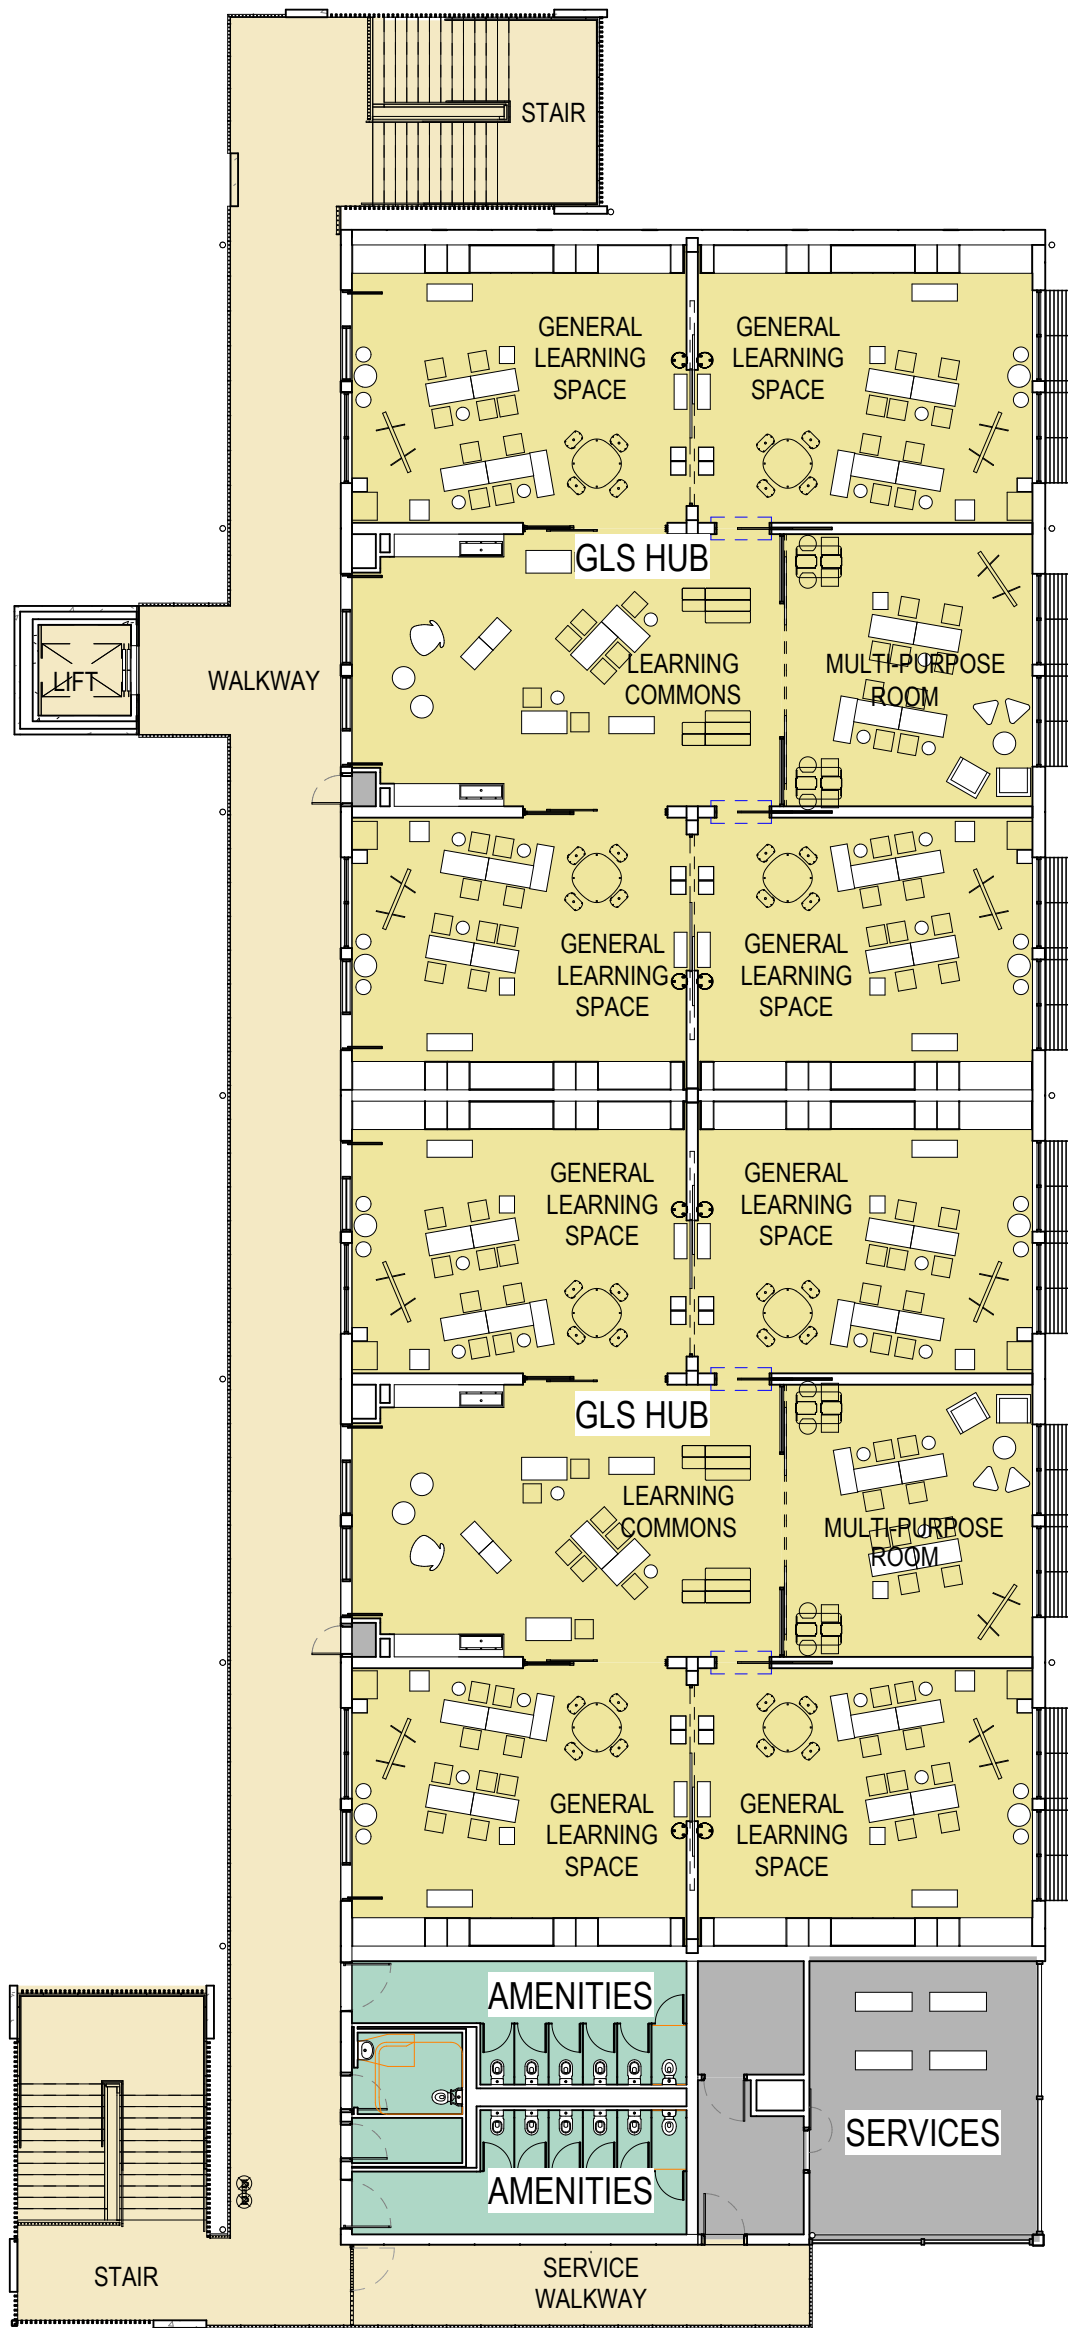 STAIR
GENERAL
LEARNING
SPACE
GENERAL
LEARNING
SPACE
GLS HUB
LIFT
WALKWAY
LEARNING
COMMONS
MULTI-PURPOSE
ROOM
GENERAL
LEARNING
SPACE
GENERAL
LEARNING
SPACE
GENERAL
LEARNING
SPACE
GENERAL
LEARNING
SPACE
GLS HUB
LEARNING
COMMONS
MULTI-PURPOSE
ROOM
GENERAL
LEARNING
SPACE
GENERAL
LEARNING
SPACE
AMENITIES
SERVICES
AMENITIES
STAIR
SERVICE
WALKWAY